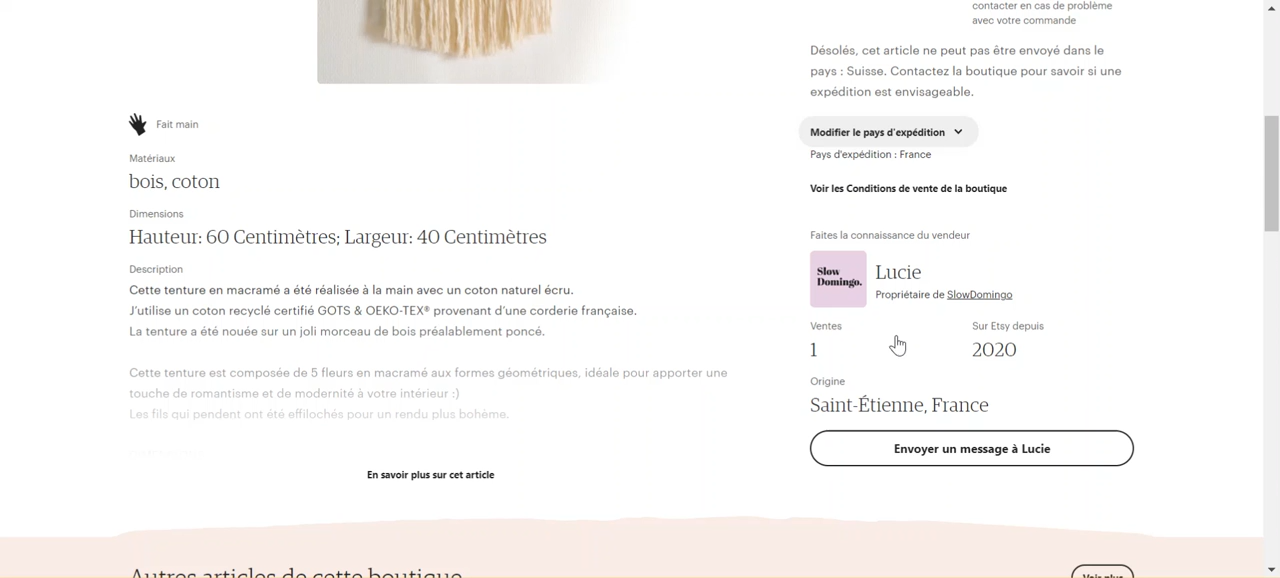 contacter en cas de problème
avec votre commande
Désolés, cet article ne peut pas être envoyé dans le
pays : Suisse. Contactez la boutique pour savoir si une
expédition est envisageable.
Modifier le pays d'expédition
Pays d'expédition : France
Voir les Conditions de vente de la boutique
Fait main
Matériaux
bois, coton
Dimensions
Hauteur: 60 Centimètres; Largeur: 40 Centimètres
Description
Cette tenture en macramé a été réalisée à la main avec un coton naturel écru.
J'utilise un coton recyclé certifié GOTS & OEKO-TEX® provenant d'une corderie française.
La tenture a été nouée sur un joli morceau de bois préalablement poncé.
Cette tenture est composée de 5 fleurs en macramé aux formes géométriques, idéale pour apporter une
touche de romantisme et de modernité à votre intérieur :)
Les fils qui pendent ont été effilochés pour un rendu plus bohème.
En savoir plus sur cet article
Faites la connaissance du vendeur
Slow
Domingo.
Lucie
Propriétaire de SlowDomingo
Ventes
1
Sur Etsy depuis
2020
Origine
Saint-Étienne, France
Envoyer un message à Lucie
Autres articles de cette boutique
Voir plus